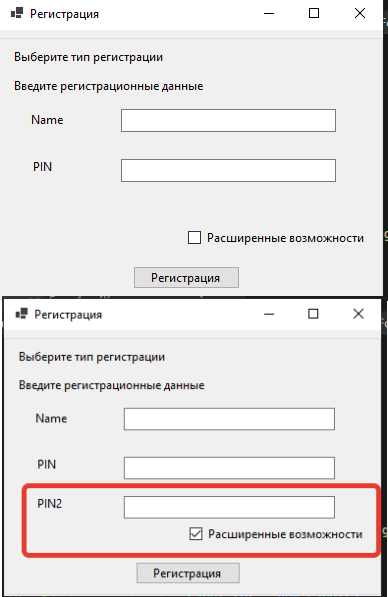 Регистрация
Выберите тип регистрации
Введите регистрационные данные
Name
PIN
Расширенные возможности
Регистрация
Регистрация
Выберите тип регистрации
Введите регистрационные данные
Name
PIN
PIN2
Расширенные возможности
Регистрация